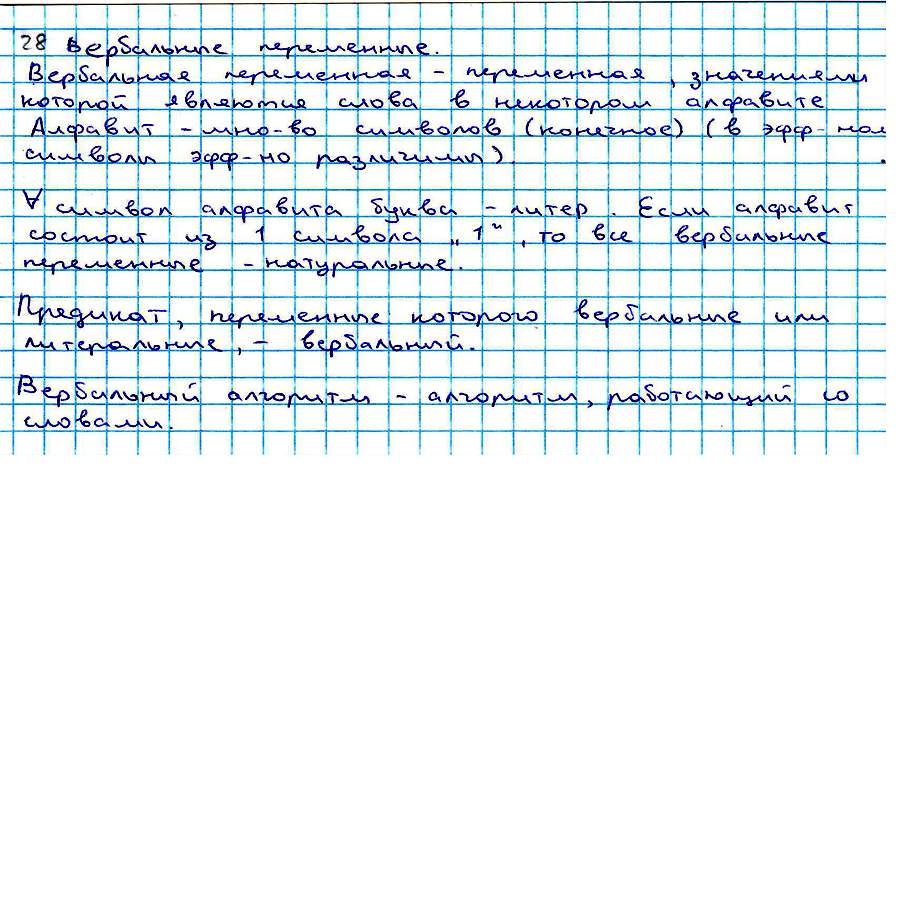 28 Вербальные переменные.
Вербальная переменная – переменная, значениями
которой являются слова в некотором алфавите
Алфавит – мно-во символов (конечное) (в эфф-ном
символы эфф-но различимы).
∀ символ алфавита буква – литер. Если алфавит
состоит из 1 символа „1“, то все вербальные
переменные – натуральные.
Предикат, переменные которого вербальные или
литеральные, – вербальный.
Вербальный алгоритм – алгоритм, работающий со
словами.